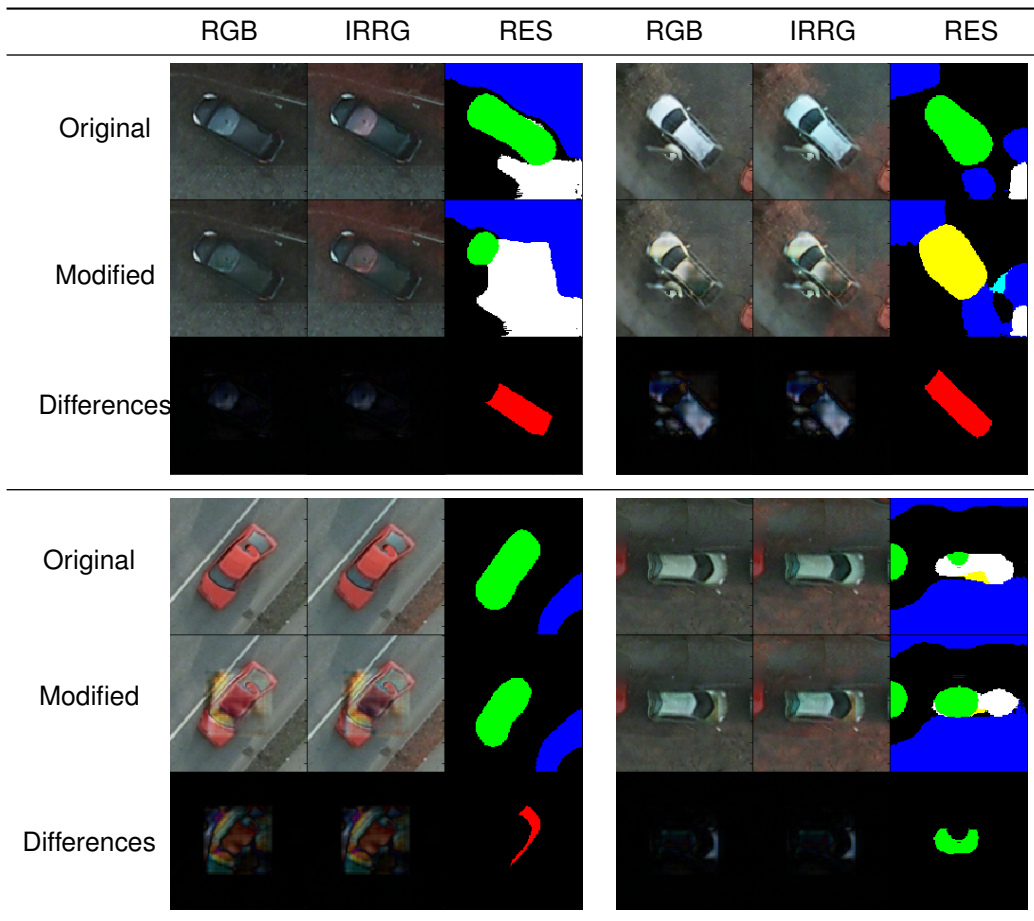 RGB IRRG RES RGB IRRG RES
Original
Modified
Differences
Original
Modified
Differences